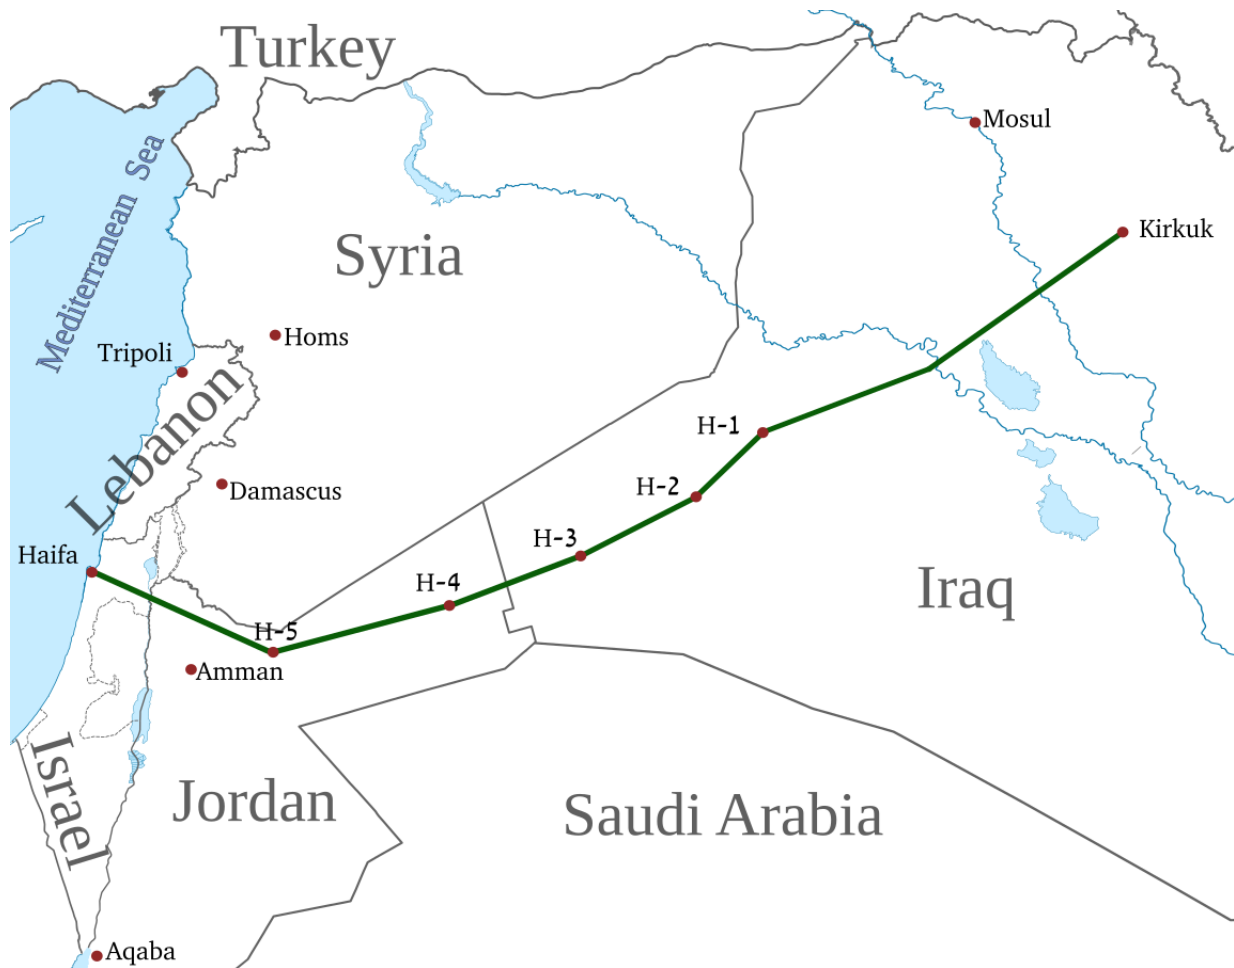 Turkey
Mosul
Mediterranean Sea
Kirkuk
Syria
Homs
Tripoli
Lebanon
H-1
H-2
Damascus
H-3
Haifa
H-4
Iraq
H-5
Amman
Israel
Jordan
Saudi Arabia
Aqaba